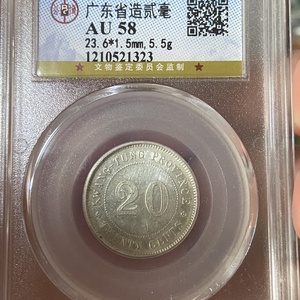 广东省造贰毫
AU 58
23.6*1.5mm,5.5g
1210521323
★ 文物鉴定委员会监制 ★
KWANG-TUNG PROVINCE
20